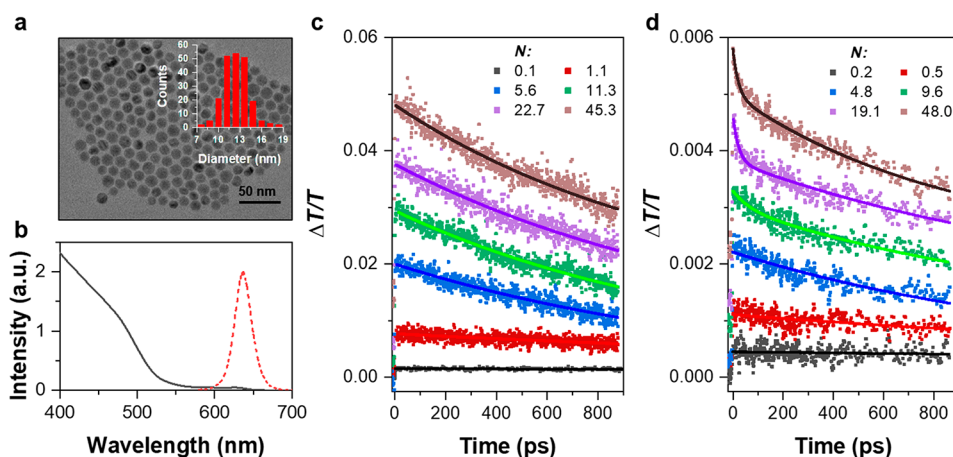 a
60
50
40
30
20
10
0
Counts
7 10 13 16 19
Diameter (nm)
50 nm
b
2
1
0
Intensity (a.u.)
400 500 600 700
Wavelength (nm)
c
0.06
0.04
0.02
0.00
ΔT/T
N:
0.1 1.1
5.6 11.3
22.7 45.3
0 200 400 600 800
Time (ps)
d
0.006
0.004
0.002
0.000
ΔT/T
N:
0.2 0.5
4.8 9.6
19.1 48.0
0 200 400 600 800
Time (ps)